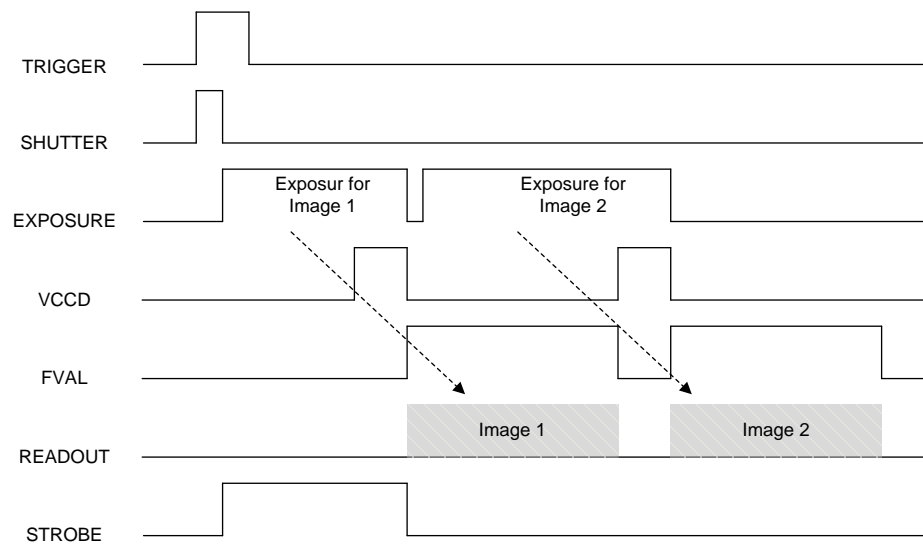 TRIGGER
SHUTTER
Exposur for
Image 1
Exposure for
Image 2
EXPOSURE
VCCD
FVAL
Image 1
Image 2
READOUT
STROBE